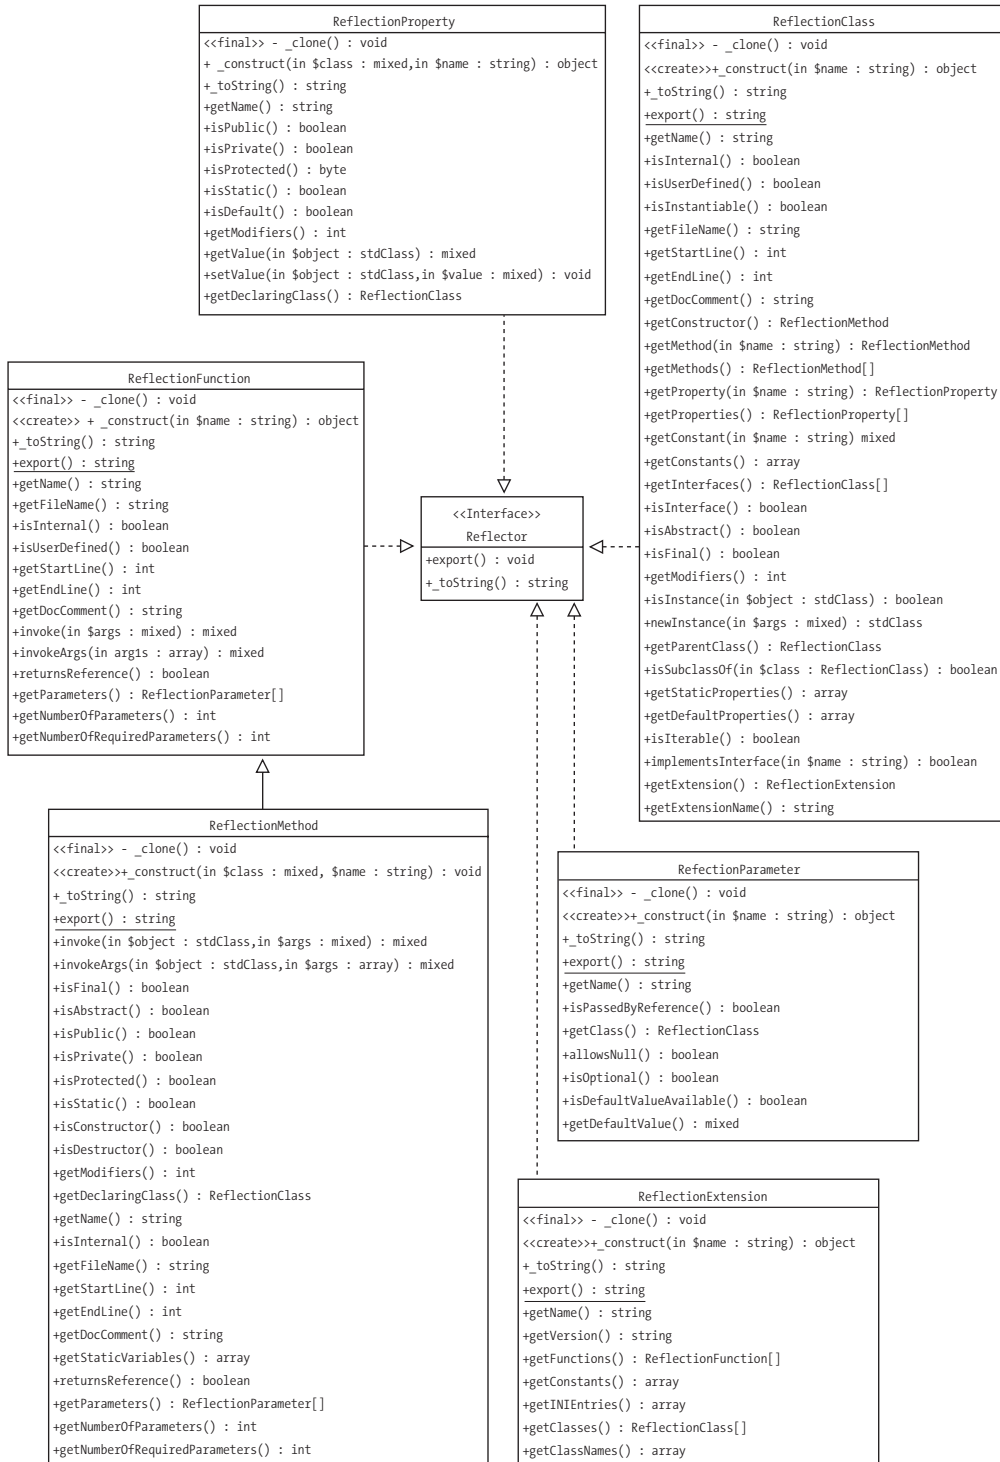 ReflectionProperty
<<final>> - _clone() : void
+ _construct(in $class : mixed,in $name : string) : object
+_toString() : string
+getName() : string
+isPublic() : boolean
+isPrivate() : boolean
+isProtected() : byte
+isStatic() : boolean
+isDefault() : boolean
+getModifiers() : int
+getValue(in $object : stdClass) : mixed
+setValue(in $object : stdClass,in $value : mixed) : void
+getDeclaringClass() : ReflectionClass
ReflectionClass
<<final>> - _clone() : void
<<create>>+_construct(in $name : string) : object
+_toString() : string
+export() : string
+getName() : string
+isInternal() : boolean
+isUserDefined() : boolean
+isInstantiable() : boolean
+getFileName() : string
+getStartLine() : int
+getEndLine() : int
+getDocComment() : string
+getConstructor() : ReflectionMethod
+getMethod(in $name : string) : ReflectionMethod
+getMethods() : ReflectionMethod[]
+getProperty(in $name : string) : ReflectionProperty
+getProperties() : ReflectionProperty[]
+getConstant(in $name : string) mixed
+getConstants() : array
+getInterfaces() : ReflectionClass[]
+isInterface() : boolean
+isAbstract() : boolean
+isFinal() : boolean
+getModifiers() : int
+isInstance(in $object : stdClass) : boolean
+newInstance(in $args : mixed) : stdClass
+getParentClass() : ReflectionClass
+isSubclassOf(in $class : ReflectionClass) : boolean
+getStaticProperties() : array
+getDefaultProperties() : array
+isIterable() : boolean
+implementsInterface(in $name : string) : boolean
+getExtension() : ReflectionExtension
+getExtensionName() : string
ReflectionFunction
<<final>> - _clone() : void
<<create>> + _construct(in $name : string) : object
+_toString() : string
+export() : string
+getName() : string
+getFileName() : string
+isInternal() : boolean
+isUserDefined() : boolean
+getStartLine() : int
+getEndLine() : int
+getDocComment() : string
+invoke(in $args : mixed) : mixed
+invokeArgs(in arg1s : array) : mixed
+returnsReference() : boolean
+getParameters() : ReflectionParameter[]
+getNumberOfParameters() : int
+getNumberOfRequiredParameters() : int
<<Interface>>
Reflector
+export() : void
+_toString() : string
ReflectionMethod
<<final>> - _clone() : void
<<create>>+_construct(in $class : mixed, $name : string) : void
+_toString() : string
+export() : string
+invoke(in $object : stdClass,in $args : mixed) : mixed
+invokeArgs(in $object : stdClass,in $args : array) : mixed
+isFinal() : boolean
+isAbstract() : boolean
+isPublic() : boolean
+isPrivate() : boolean
+isProtected() : boolean
+isStatic() : boolean
+isConstructor() : boolean
+isDestructor() : boolean
+getModifiers() : int
+getDeclaringClass() : ReflectionClass
+getName() : string
+isInternal() : boolean
+getFileName() : string
+getStartLine() : int
+getEndLine() : int
+getDocComment() : string
+getStaticVariables() : array
+returnsReference() : boolean
+getParameters() : ReflectionParameter[]
+getNumberOfParameters() : int
+getNumberOfRequiredParameters() : int
RefectionParameter
<<final>> - _clone() : void
<<create>>+_construct(in $name : string) : object
+_toString() : string
+export() : string
+getName() : string
+isPassedByReference() : boolean
+getClass() : ReflectionClass
+allowsNull() : boolean
+isOptional() : boolean
+isDefaultValueAvailable() : boolean
+getDefaultValue() : mixed
ReflectionExtension
<<final>> - _clone() : void
<<create>>+_construct(in $name : string) : object
+_toString() : string
+export() : string
+getName() : string
+getVersion() : string
+getFunctions() : ReflectionFunction[]
+getConstants() : array
+getINIEntries() : array
+getClasses() : ReflectionClass[]
+getClassNames() : array